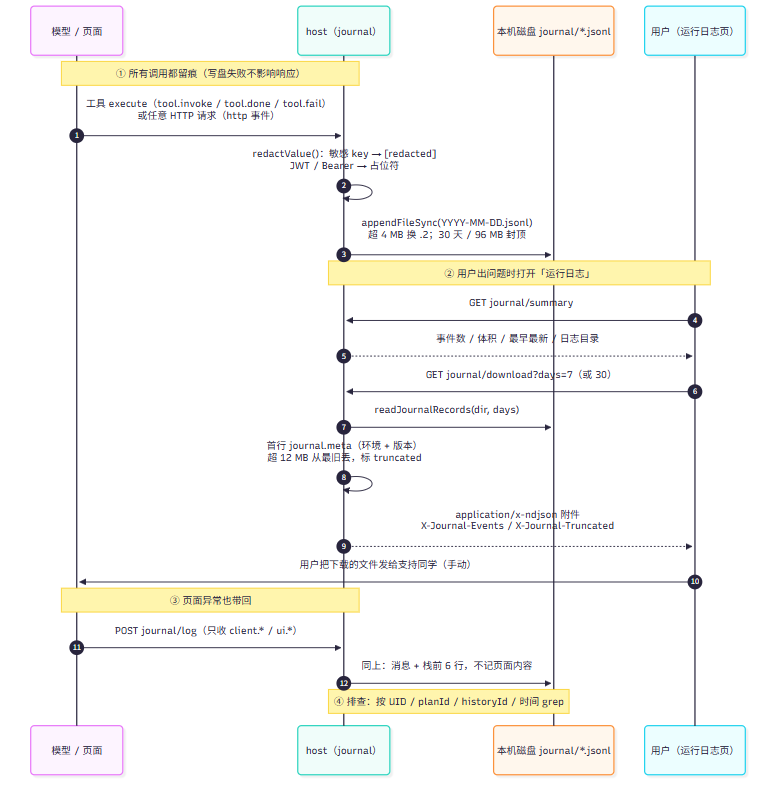 模型 / 页面
host（journal）
本机磁盘 journal/*.jsonl
用户（运行日志页）
① 所有调用都留痕（写盘失败不影响响应）
工具 execute（tool.invoke / tool.done / tool.fail）
或任意 HTTP 请求（http 事件）
1
redactValue()：敏感 key → [redacted]
JWT / Bearer → 占位符
2
appendFileSync(YYYY-MM-DD.jsonl)
超 4 MB 换 .2；30 天 / 96 MB 封顶
3
② 用户出问题时打开「运行日志」
GET journal/summary
4
事件数 / 体积 / 最早最新 / 日志目录
5
GET journal/download?days=7（或 30）
6
readJournalRecords(dir, days)
7
首行 journal.meta（环境 + 版本）
超 12 MB 从最旧丢，标 truncated
8
application/x-ndjson 附件
X-Journal-Events / X-Journal-Truncated
9
用户把下载的文件发给支持同学（手动）
10
③ 页面异常也带回
POST journal/log（只收 client.* / ui.*）
11
同上：消息 + 栈前 6 行，不记页面内容
12
④ 排查：按 UID / planId / historyId / 时间 grep
模型 / 页面
host（journal）
本机磁盘 journal/*.jsonl
用户（运行日志页）